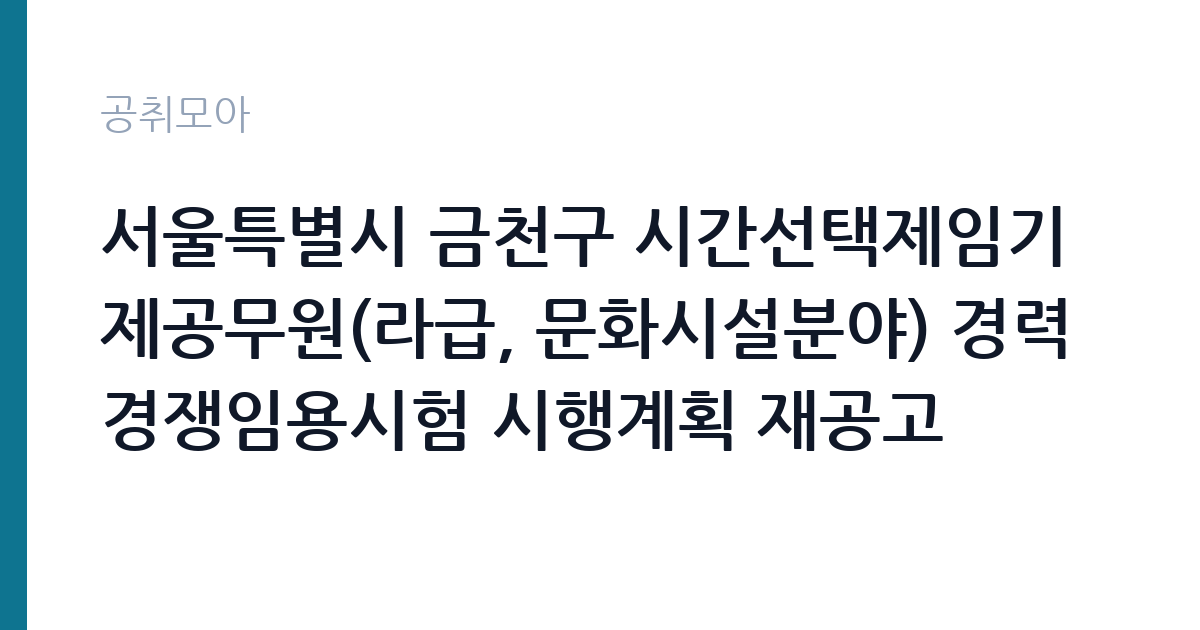 공취모아
서울특별시 금천구 시간선택제임기
제공무원(라급, 문화시설분야) 경력
경쟁임용시험 시행계획 재공고